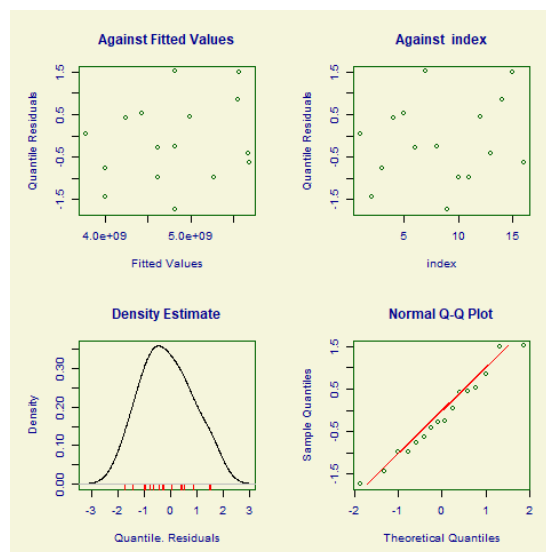 Against Fitted Values
Quantile Residuals
-1.5 -0.5 0.5 1.5
4.0e+09 5.0e+09
Fitted Values
Against index
Quantile Residuals
-1.5 -0.5 0.5 1.5
5 10 15
index
Density Estimate
Density
0.00 0.10 0.20 0.30
-3 -2 -1 0 1 2 3
Quantile. Residuals
Normal Q-Q Plot
Sample Quantiles
-1.5 -0.5 0.5 1.5
-2 -1 0 1 2
Theoretical Quantiles